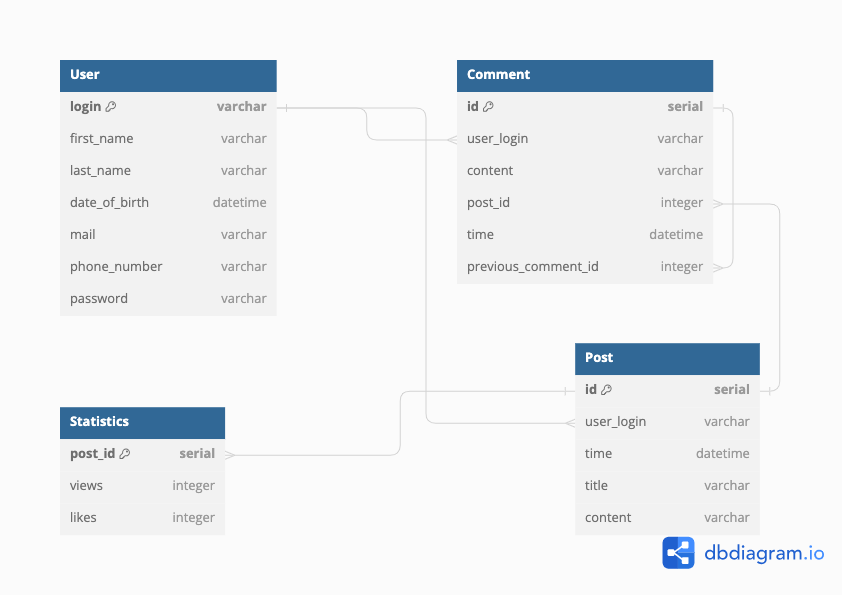 User
login varchar
first_name varchar
last_name varchar
date_of_birth datetime
mail varchar
phone_number varchar
password varchar
Comment
id serial
user_login varchar
content varchar
post_id integer
time datetime
previous_comment_id integer
Statistics
post_id serial
views integer
likes integer
Post
id serial
user_login varchar
time datetime
title varchar
content varchar
dbdiagram.io